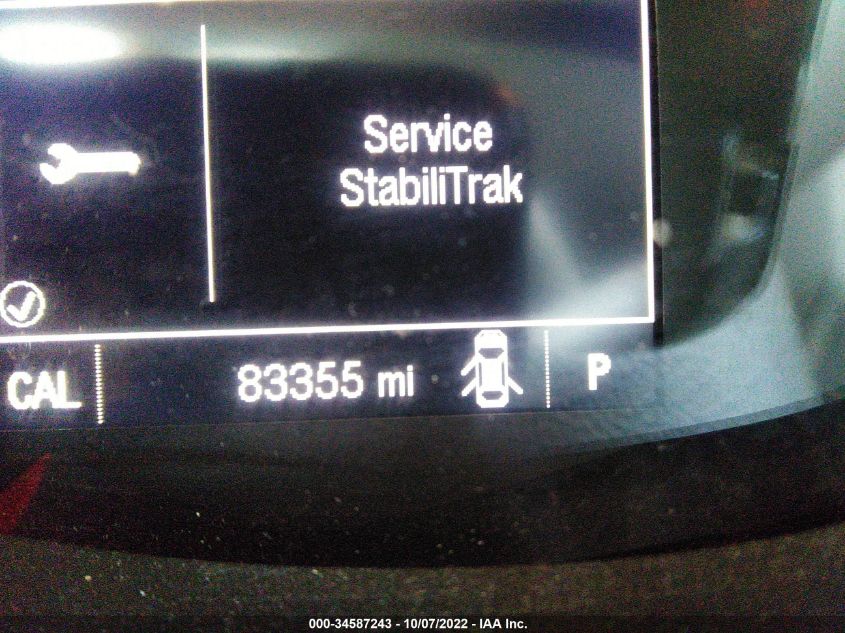 Service
StabiliTrak
CAL 83355 mi P
000-34587243 - 10/07/2022 - IAA Inc.